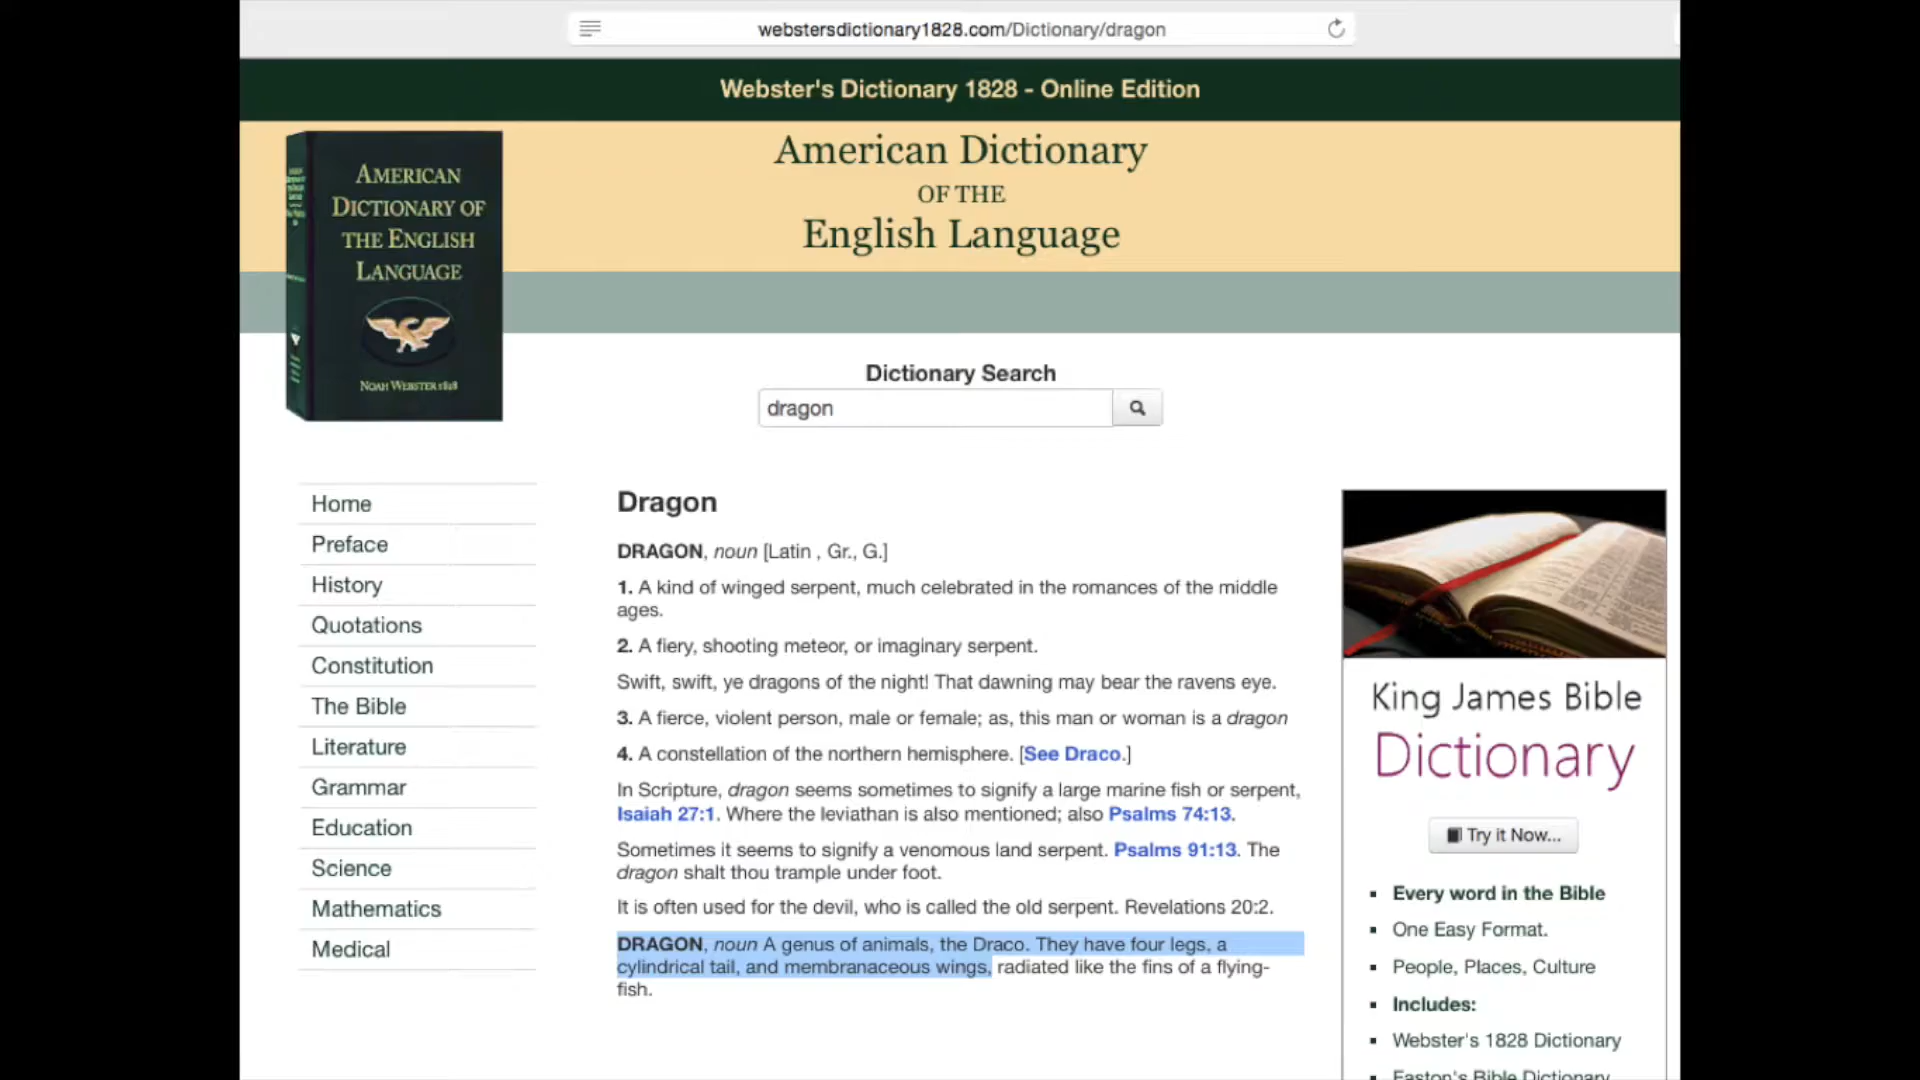 webstersdictionary1828.com/Dictionary/dragon
Webster's Dictionary 1828 - Online Edition
American Dictionary
OF THE
English Language
AMERICAN
DICTIONARY OF
THE ENGLISH
LANGUAGE
NOAH WEBSTER 1828
Dictionary Search
dragon
Home
Preface
History
Quotations
Constitution
The Bible
Literature
Grammar
Education
Science
Mathematics
Medical
Dragon
DRAGON, noun [Latin , Gr., G.]
1. A kind of winged serpent, much celebrated in the romances of the middle
ages.
2. A fiery, shooting meteor, or imaginary serpent.
Swift, swift, ye dragons of the night! That dawning may bear the ravens eye.
3. A fierce, violent person, male or female; as, this man or woman is a dragon
4. A constellation of the northern hemisphere. [See Draco.]
In Scripture, dragon seems sometimes to signify a large marine fish or serpent,
Isaiah 27:1. Where the leviathan is also mentioned; also Psalms 74:13.
Sometimes it seems to signify a venomous land serpent. Psalms 91:13. The
dragon shalt thou trample under foot.
It is often used for the devil, who is called the old serpent. Revelations 20:2.
DRAGON, noun A genus of animals, the Draco. They have four legs, a
cylindrical tail, and membranaceous wings, radiated like the fins of a flying-
fish.
King James Bible
Dictionary
Try it Now...
Every word in the Bible
One Easy Format.
People, Places, Culture
Includes:
Webster's 1828 Dictionary
Easton's Bible Dictionary